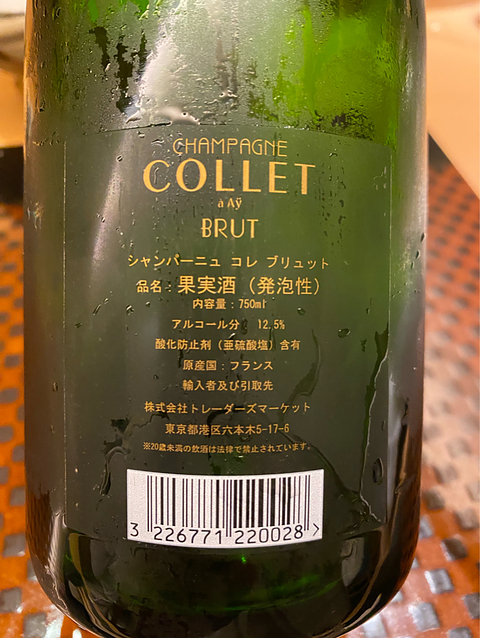 CHAMPAGNE
COLLET
à AŸ
BRUT
シャンパーニュ コレ ブリュット
品名：果実酒（発泡性）
内容量：750ml
アルコール分 12.5%
酸化防止剤（亜硫酸塩）含有
原産国：フランス
輸入者及び引取先
株式会社トレーダーズマーケット
東京都港区六本木5-17-6
※20歳未満の飲酒は法律で禁止されています。
3 226771 220028 >